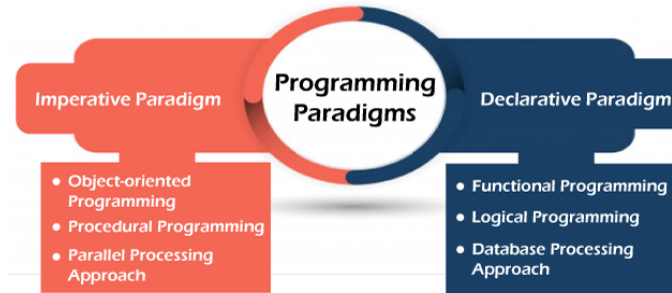 Programming
Paradigms
Imperative Paradigm
• Object-oriented
Programming
• Procedural Programming
• Parallel Processing
Approach
Declarative Paradigm
• Functional Programming
• Logical Programming
• Database Processing
Approach